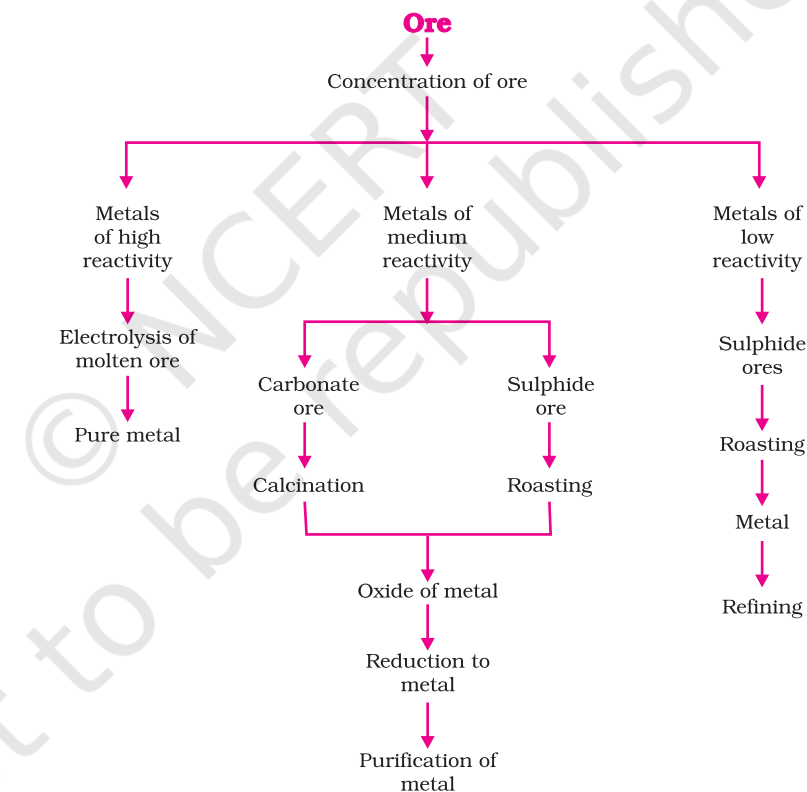 Ore
Concentration of ore
Metals
of high
reactivity
Electrolysis of
molten ore
Pure metal
Metals of
medium
reactivity
Carbonate
ore
Calcination
Sulphide
ore
Roasting
Oxide of metal
Reduction to
metal
Purification of
metal
Metals of
low
reactivity
Sulphide
ores
Roasting
Metal
Refining
© NCERT
to be republishe